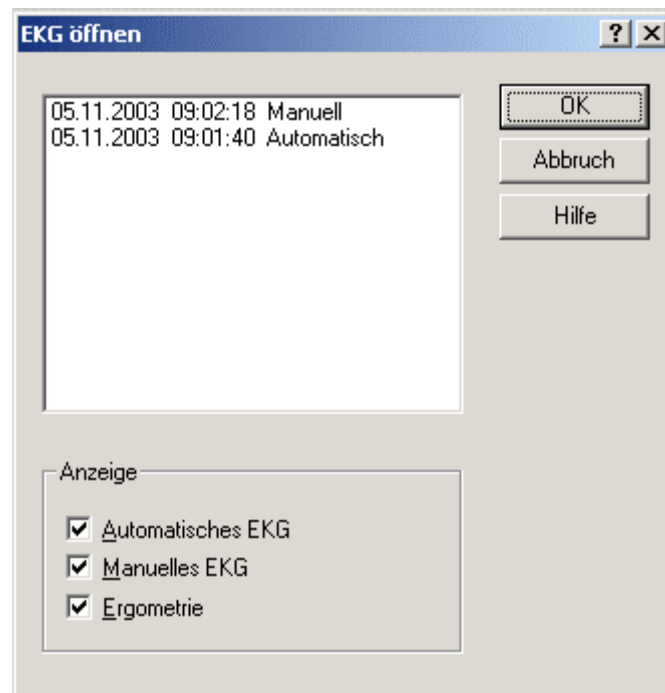 EKG öffnen
05.11.2003 09:02:18 Manuell
05.11.2003 09:01:40 Automatisch
OK
Abbruch
Hilfe
Anzeige
Automatisches EKG
Manuelles EKG
Ergometrie